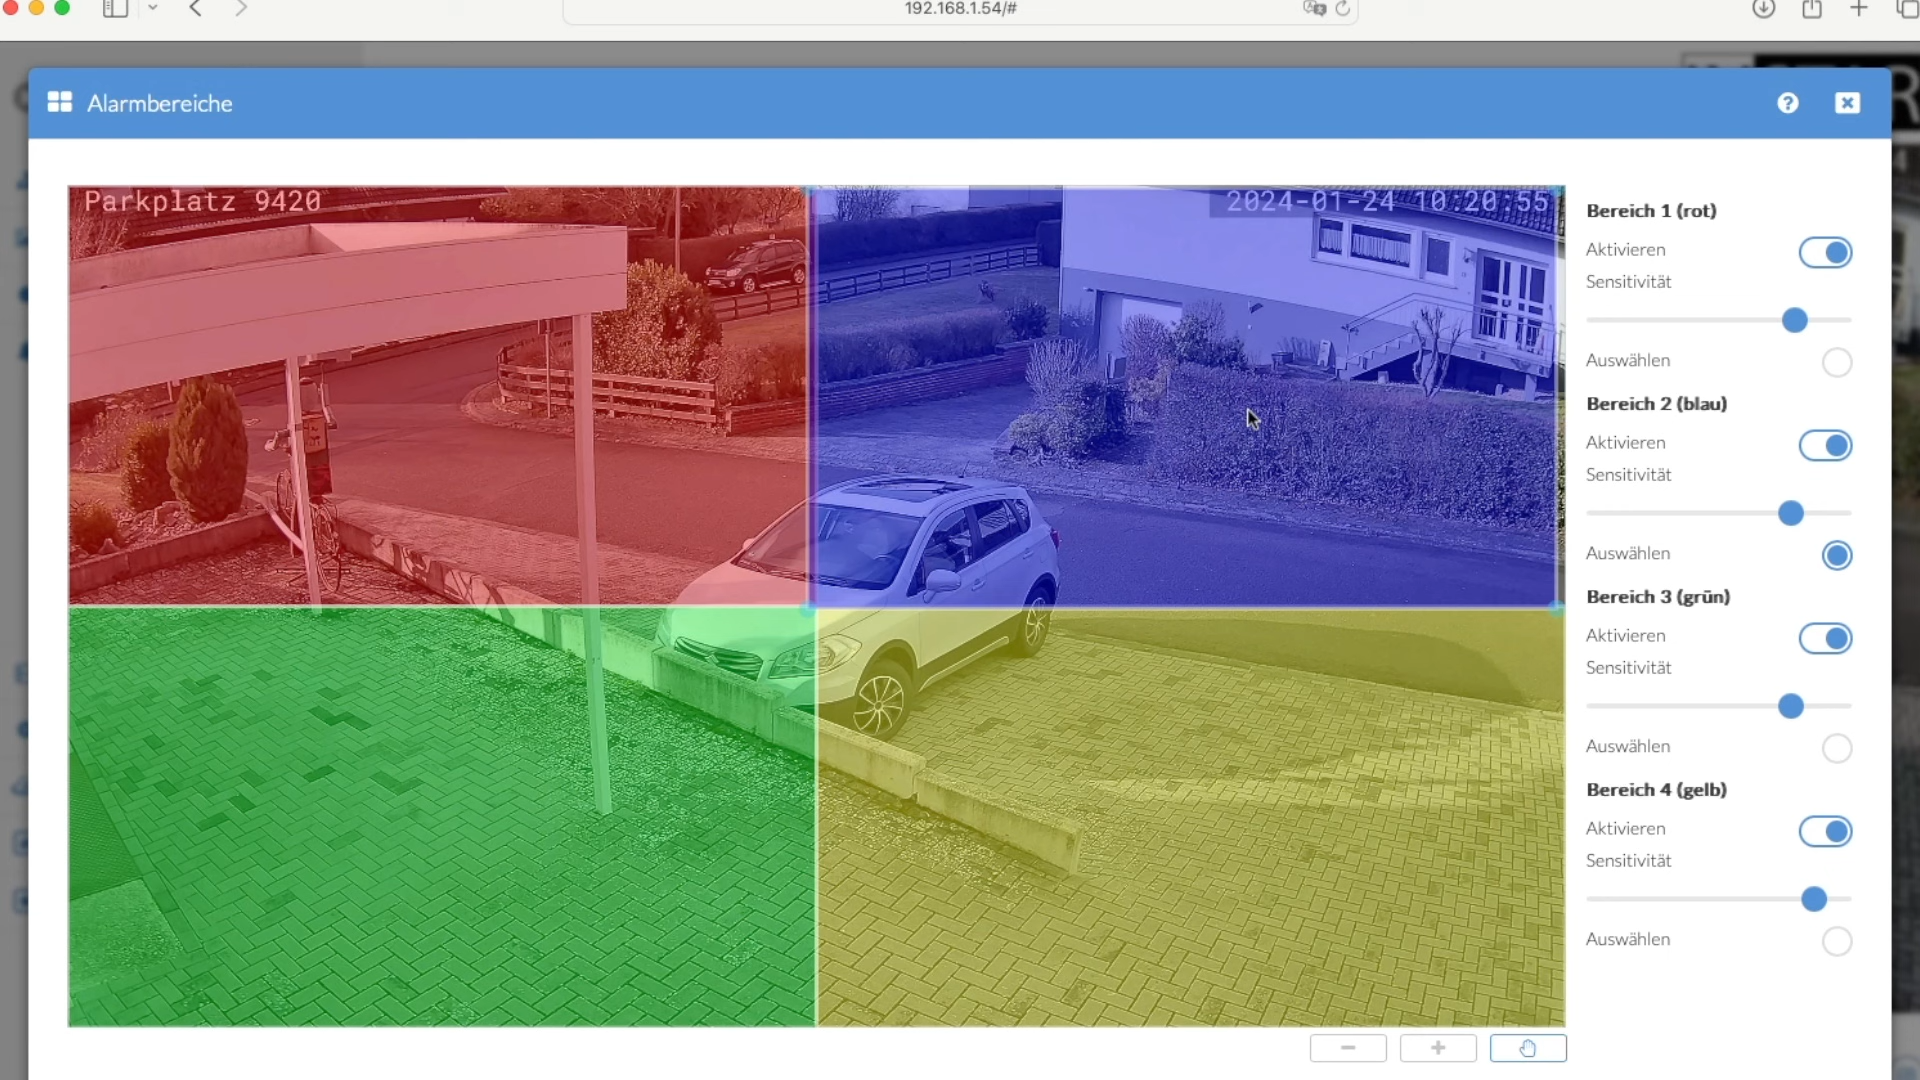 192.168.1.54/#
Alarmbereiche
Parkplatz 9420
2024-01-24 10:20:55
Bereich 1 (rot)
Aktivieren
Sensitivität
Auswählen
Bereich 2 (blau)
Aktivieren
Sensitivität
Auswählen
Bereich 3 (grün)
Aktivieren
Sensitivität
Auswählen
Bereich 4 (gelb)
Aktivieren
Sensitivität
Auswählen